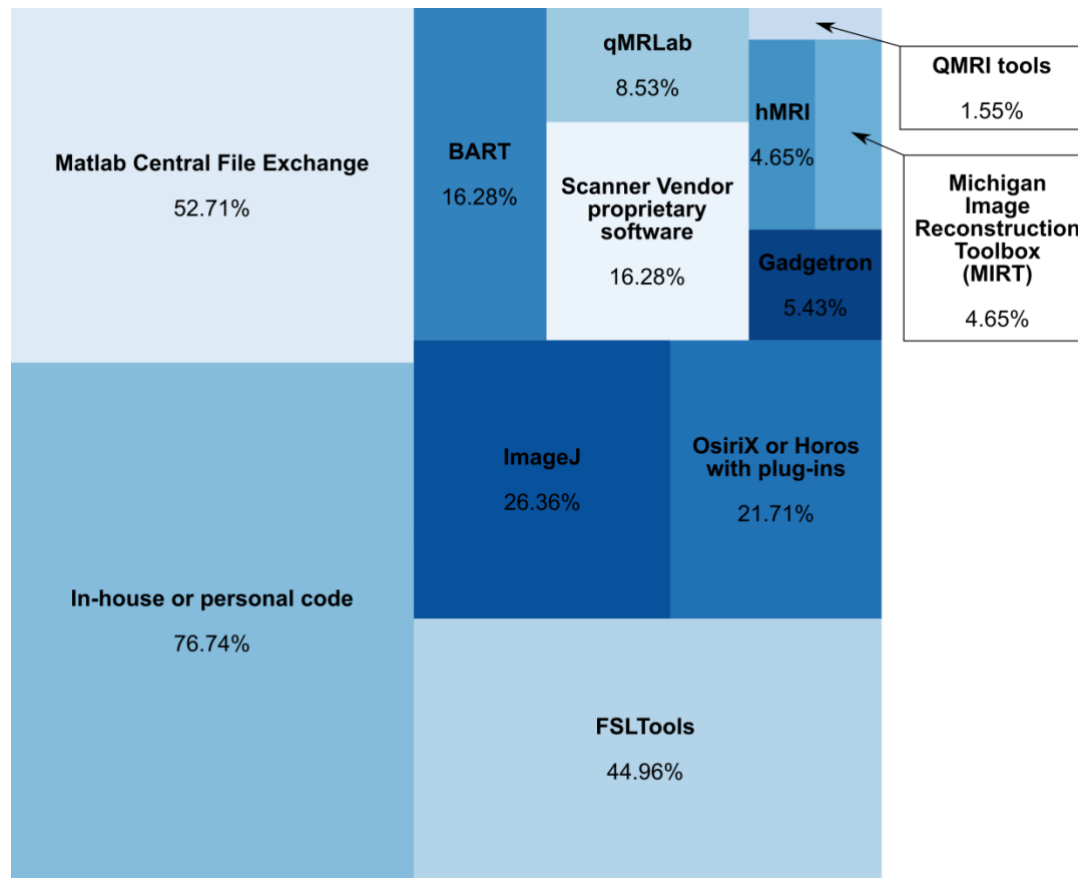 Matlab Central File Exchange
52.71%
BART
16.28%
qMRLab
8.53%
Scanner Vendor
proprietary
software
16.28%
hMRI
4.65%
Gadgetron
5.43%
QMRI tools
1.55%
Michigan
Image
Reconstruction
Toolbox
(MIRT)
4.65%
In-house or personal code
76.74%
ImageJ
26.36%
OsiriX or Horos
with plug-ins
21.71%
FSLTools
44.96%